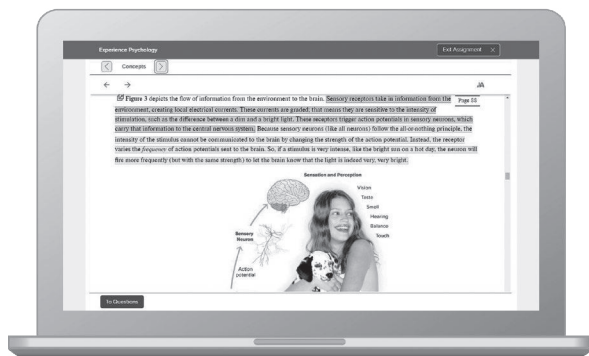 Experience Psychology
Exit Assignment ×
< Concepts >
← →
Figure 3 depicts the flow of information from the environment to the brain. Sensory receptors take in information from the
Page 88
environment, creating local electrical currents. These currents are graded; that means they are sensitive to the intensity of
stimulation, such as the difference between a dim and a bright light. These receptors trigger action potentials in sensory neurons, which
carry that information to the central nervous system. Because sensory neurons (like all neurons) follow the all-or-nothing principle, the
intensity of the stimulus cannot be communicated to the brain by changing the strength of the action potential. Instead, the receptor
varies the frequency of action potentials sent to the brain. So, if a stimulus is very intense, like the bright sun on a hot day, the neuron will
fire more frequently (but with the same strength) to let the brain know that the light is indeed very, very bright.
Sensation and Perception
Vision
Taste
Smell
Hearing
Balance
Touch
Sensory
Neuron
Action
potential
To Questions